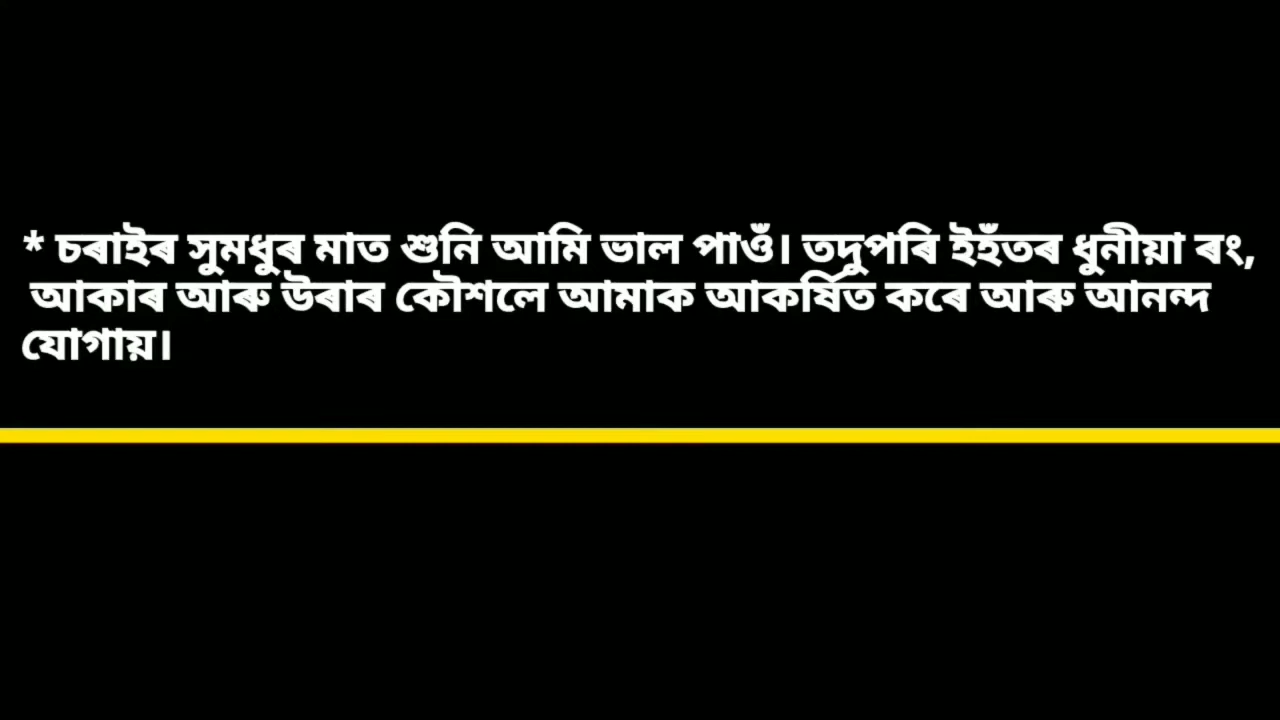 * চৰাইৰ সুমধুৰ মাত শুনি আমি ভাল পাওঁ। তদুপৰি ইহঁতৰ ধুনীয়া ৰং,
আকাৰ আৰু উৰাৰ কৌশলে আমাক আকৰ্ষিত কৰে আৰু আনন্দ
যোগায়।